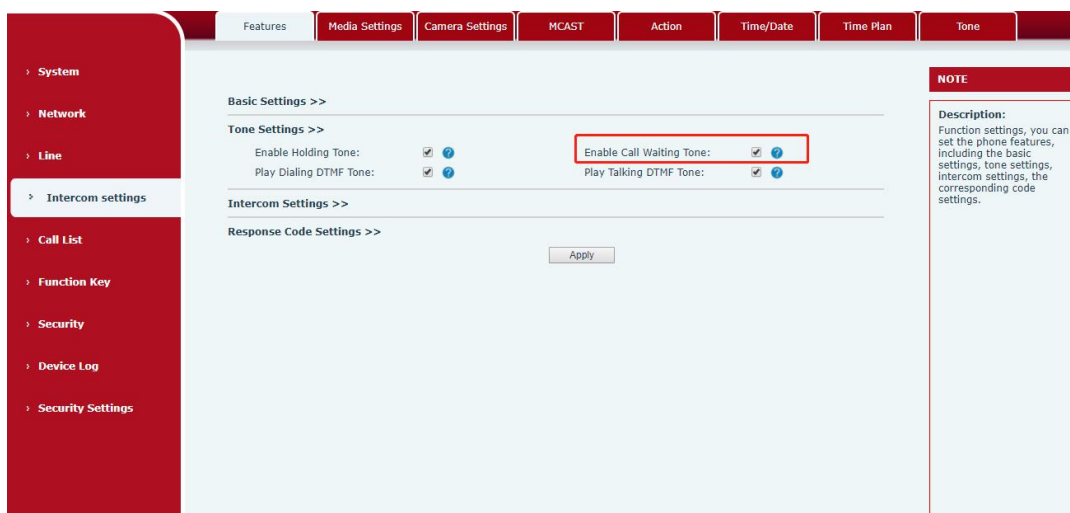 Features
Media Settings
Camera Settings
MCAST
Action
Time/Date
Time Plan
Tone
› System
› Network
› Line
› Intercom settings
› Call List
› Function Key
› Security
› Device Log
› Security Settings
Basic Settings >>
Tone Settings >>
Enable Holding Tone:
Enable Call Waiting Tone:
Play Dialing DTMF Tone:
Play Talking DTMF Tone:
Intercom Settings >>
Response Code Settings >>
Apply
NOTE
Description:
Function settings, you can
set the phone features,
including the basic
settings, tone settings,
intercom settings, the
corresponding code
settings.